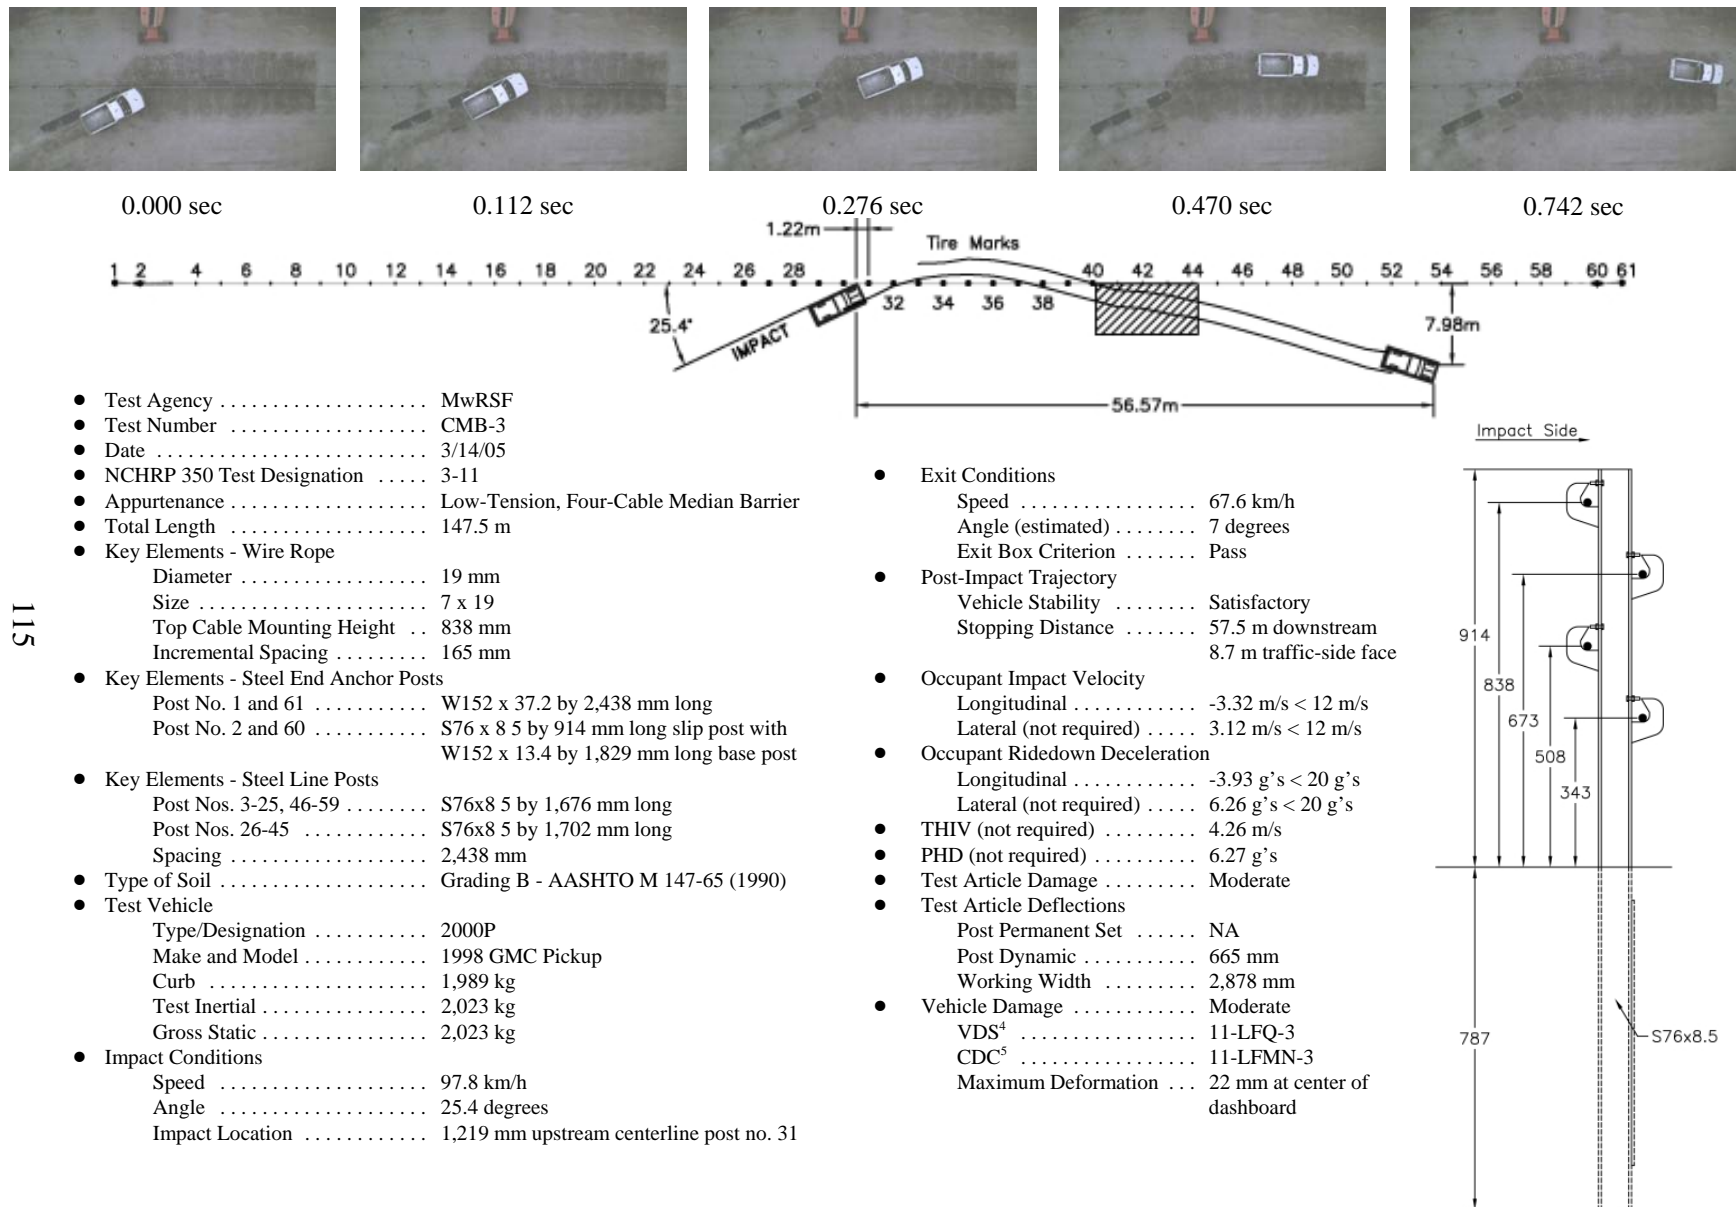 0.000 sec 0.112 sec 0.276 sec 0.470 sec 0.742 sec
1.22m
Tire Marks
1 2 4 6 8 10 12 14 16 18 20 22 24 26 28 40 42 44 46 48 50 52 54 56 58 60 61
32 34 36 38
25.4°
IMPACT
7.98m
56.57m
● Test Agency . . . . . . . . . . . . . . . . . . . . MwRSF
● Test Number . . . . . . . . . . . . . . . . . . CMB-3
● Date . . . . . . . . . . . . . . . . . . . . . . . . . . 3/14/05
● NCHRP 350 Test Designation . . . . . 3-11
● Appurtenance . . . . . . . . . . . . . . . . . . . Low-Tension, Four-Cable Median Barrier
● Total Length . . . . . . . . . . . . . . . . . . 147.5 m
● Key Elements - Wire Rope
Diameter . . . . . . . . . . . . . . . . . . 19 mm
Size . . . . . . . . . . . . . . . . . . . . . . 7 x 19
Top Cable Mounting Height . . 838 mm
Incremental Spacing . . . . . . . . . 165 mm
● Key Elements - Steel End Anchor Posts
Post No. 1 and 61 . . . . . . . . . . . W152 x 37.2 by 2,438 mm long
Post No. 2 and 60 . . . . . . . . . . . S76 x 8 5 by 914 mm long slip post with
W152 x 13.4 by 1,829 mm long base post
● Key Elements - Steel Line Posts
Post Nos. 3-25, 46-59 . . . . . . . . S76x8 5 by 1,676 mm long
Post Nos. 26-45 . . . . . . . . . . . . S76x8 5 by 1,702 mm long
Spacing . . . . . . . . . . . . . . . . . . . 2,438 mm
● Type of Soil . . . . . . . . . . . . . . . . . . . . Grading B - AASHTO M 147-65 (1990)
● Test Vehicle
Type/Designation . . . . . . . . . . . 2000P
Make and Model . . . . . . . . . . . . 1998 GMC Pickup
Curb . . . . . . . . . . . . . . . . . . . . . 1,989 kg
Test Inertial . . . . . . . . . . . . . . . . 2,023 kg
Gross Static . . . . . . . . . . . . . . . . 2,023 kg
● Impact Conditions
Speed . . . . . . . . . . . . . . . . . . . . 97.8 km/h
Angle . . . . . . . . . . . . . . . . . . . . 25.4 degrees
Impact Location . . . . . . . . . . . . 1,219 mm upstream centerline post no. 31
● Exit Conditions
Speed . . . . . . . . . . . . . . . . . 67.6 km/h
Angle (estimated) . . . . . . . . 7 degrees
Exit Box Criterion . . . . . . . Pass
● Post-Impact Trajectory
Vehicle Stability . . . . . . . . Satisfactory
Stopping Distance . . . . . . . 57.5 m downstream
8.7 m traffic-side face
● Occupant Impact Velocity
Longitudinal . . . . . . . . . . . . -3.32 m/s < 12 m/s
Lateral (not required) . . . . . 3.12 m/s < 12 m/s
● Occupant Ridedown Deceleration
Longitudinal . . . . . . . . . . . . -3.93 g’s < 20 g’s
Lateral (not required) . . . . . 6.26 g’s < 20 g’s
● THIV (not required) . . . . . . . . . 4.26 m/s
● PHD (not required) . . . . . . . . . . 6.27 g’s
● Test Article Damage . . . . . . . . . Moderate
● Test Article Deflections
Post Permanent Set . . . . . . NA
Post Dynamic . . . . . . . . . . . 665 mm
Working Width . . . . . . . . . 2,878 mm
● Vehicle Damage . . . . . . . . . . . . Moderate
VDS4 . . . . . . . . . . . . . . . . . 11-LFQ-3
CDC5 . . . . . . . . . . . . . . . . . 11-LFMN-3
Maximum Deformation . . . 22 mm at center of
dashboard
Impact Side
914
838
673
508
343
787
S76x8.5
115